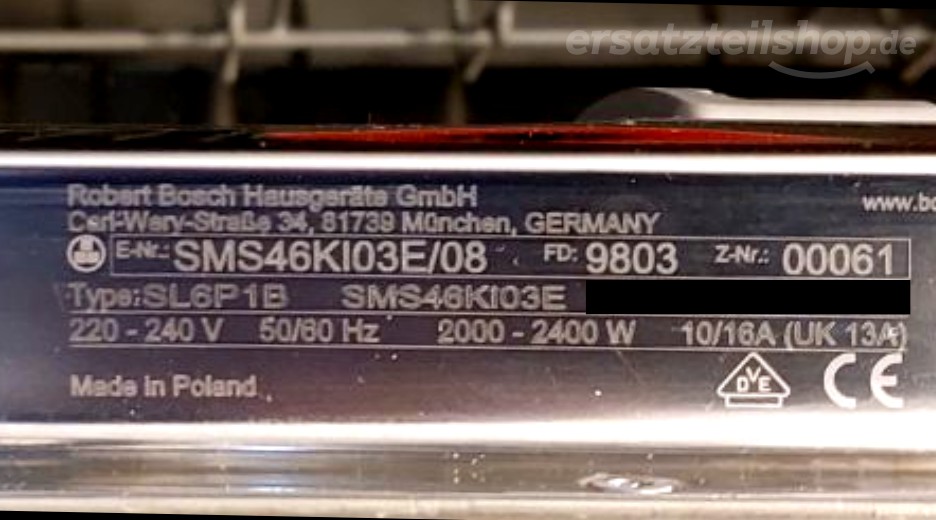 ersatzteilshop.de
Robert Bosch Hausgeräte GmbH www.bo
Carl-Wery-Straße 34, 81739 München, GERMANY
E-Nr.: SMS46KI03E/08 FD: 9803 Z-Nr.: 00061
Type: SL6P1B SMS46KI03E
220 - 240 V 50/60 Hz 2000 - 2400 W 10/16A (UK 13A)
Made in Poland
DVE
CE